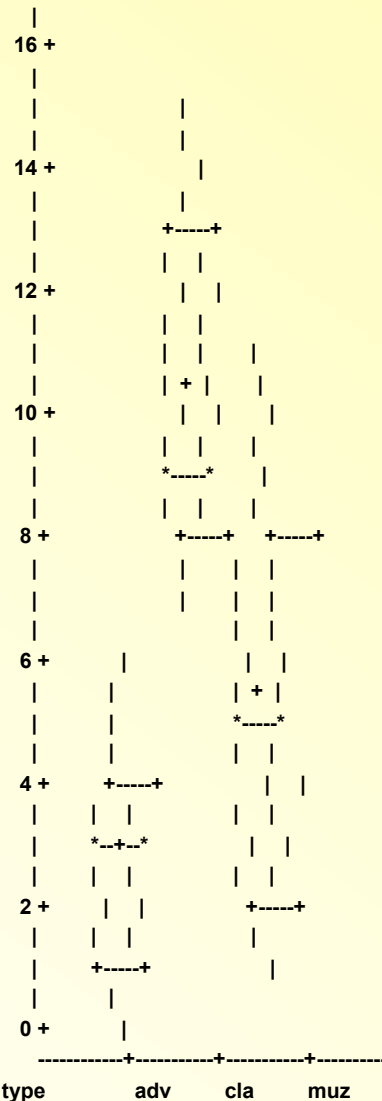 |
16 +
|
| |
| |
14 + |
| |
| +-----+
| | |
12 + | |
| | |
| | | |
| | + | |
10 + | | |
| | | |
| *-----* |
| | | |
8 + +-----+ +-----+
| | | |
| | | |
| | |
6 + | | |
| | | + |
| | *-----*
| | | |
4 + +-----+ | |
| | | | |
| *--+--* | |
| | | | |
2 + | | +-----+
| | | |
| +-----+ |
| |
0 + |
------------+-----------+-----------+-----------
type adv cla muz